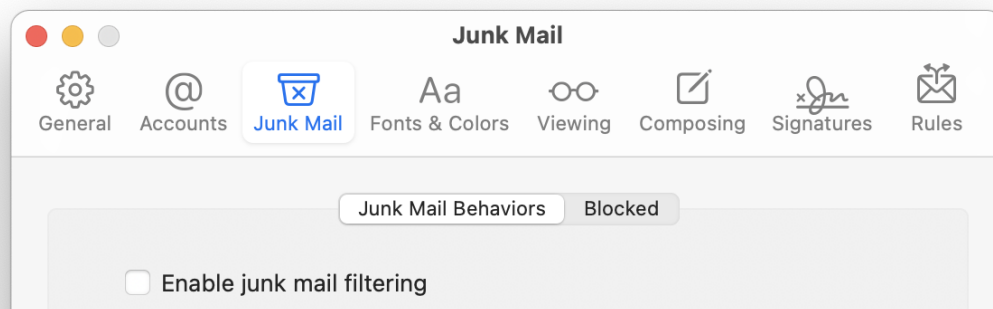 Junk Mail
General Accounts Junk Mail Fonts & Colors Viewing Composing Signatures Rules
Junk Mail Behaviors Blocked
Enable junk mail filtering